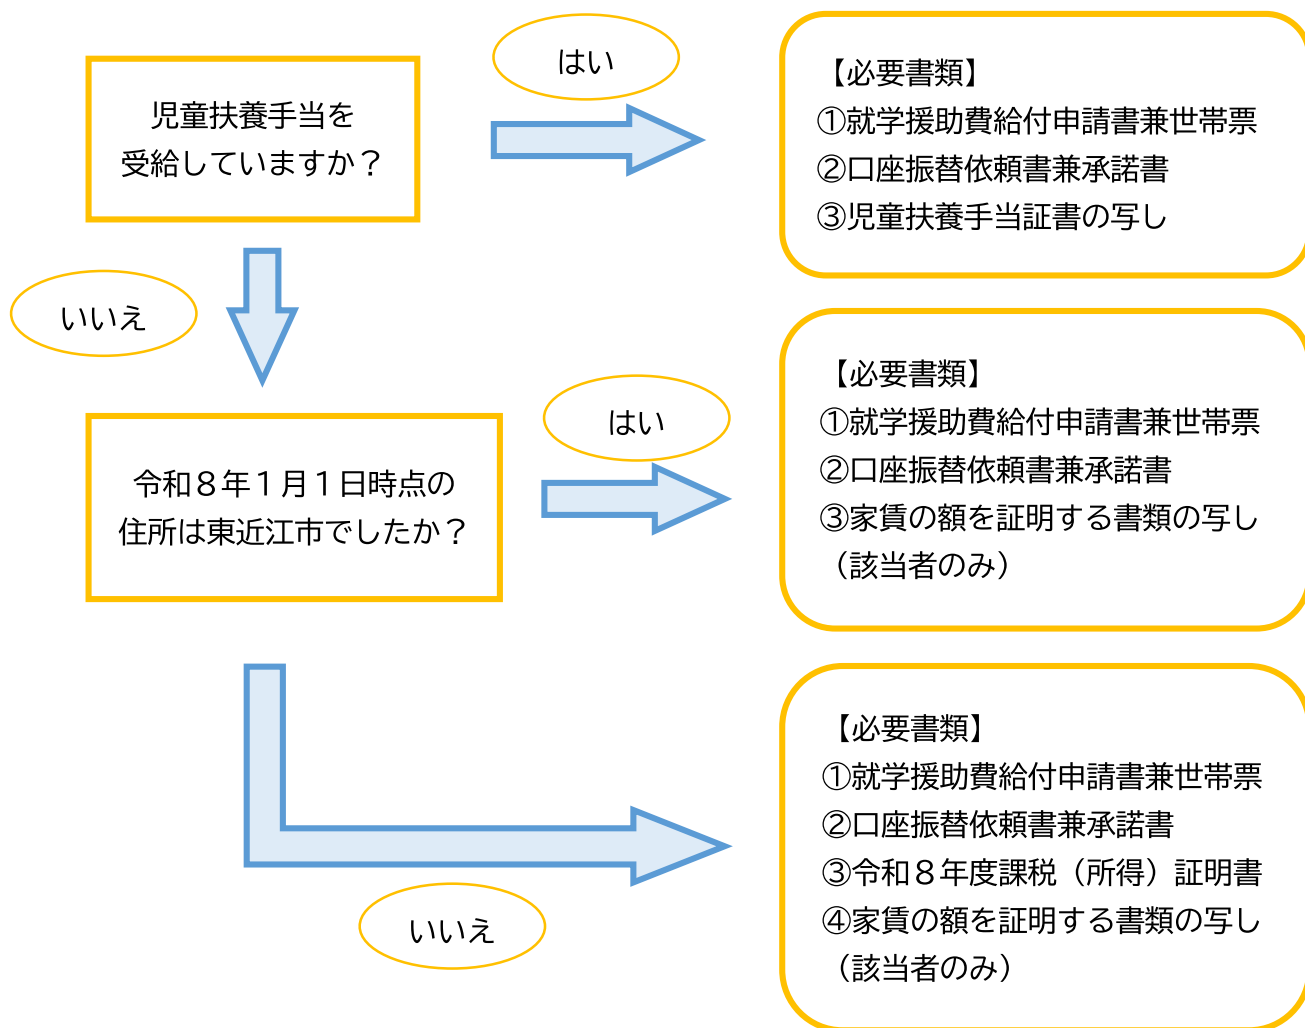 児童扶養手当を
受給していますか？
はい
【必要書類】
①就学援助費給付申請書兼世帯票
②口座振替依頼書兼承諾書
③児童扶養手当証書の写し
いいえ
令和８年１月１日時点の
住所は東近江市でしたか？
はい
【必要書類】
①就学援助費給付申請書兼世帯票
②口座振替依頼書兼承諾書
③家賃の額を証明する書類の写し
（該当者のみ）
いいえ
【必要書類】
①就学援助費給付申請書兼世帯票
②口座振替依頼書兼承諾書
③令和８年度課税（所得）証明書
④家賃の額を証明する書類の写し
（該当者のみ）